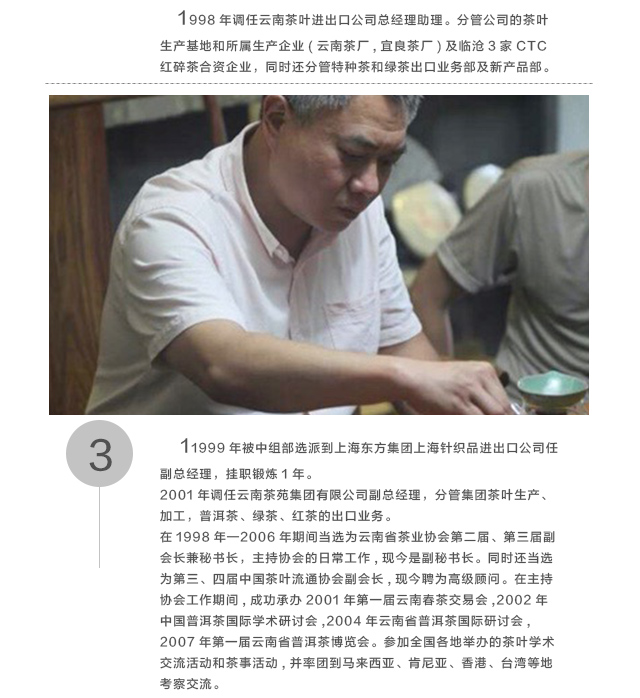 1998 年调任云南茶叶进出口公司总经理助理。分管公司的茶叶
生产基地和所属生产企业 ( 云南茶厂 , 宜良茶厂 ) 及临沧 3 家 CTC
红碎茶合资企业，同时还分管特种茶和绿茶出口业务部及新产品部。
3
11999 年被中组部选派到上海东方集团上海针织品进出口公司任
副总经理，挂职锻炼 1 年。
2001 年调任云南茶苑集团有限公司副总经理，分管集团茶叶生产、
加工，普洱茶、绿茶、红茶的出口业务。
在 1998 年—2006 年期间当选为云南省茶业协会第二届、第三届副
会长兼秘书长，主持协会的日常工作 , 现今是副秘书长。同时还当选
为第三、四届中国茶叶流通协会副会长 , 现今聘为高级顾问。在主持
协会工作期间 , 成功承办 2001 年第一届云南春茶交易会 ,2002 年
中国普洱茶国际学术研讨会 ,2004 年云南省普洱茶国际研讨会 ,
2007 年第一届云南省普洱茶博览会。参加全国各地举办的茶叶学术
交流活动和茶事活动 , 并率团到马来西亚、肯尼亚、香港、台湾等地
考察交流。